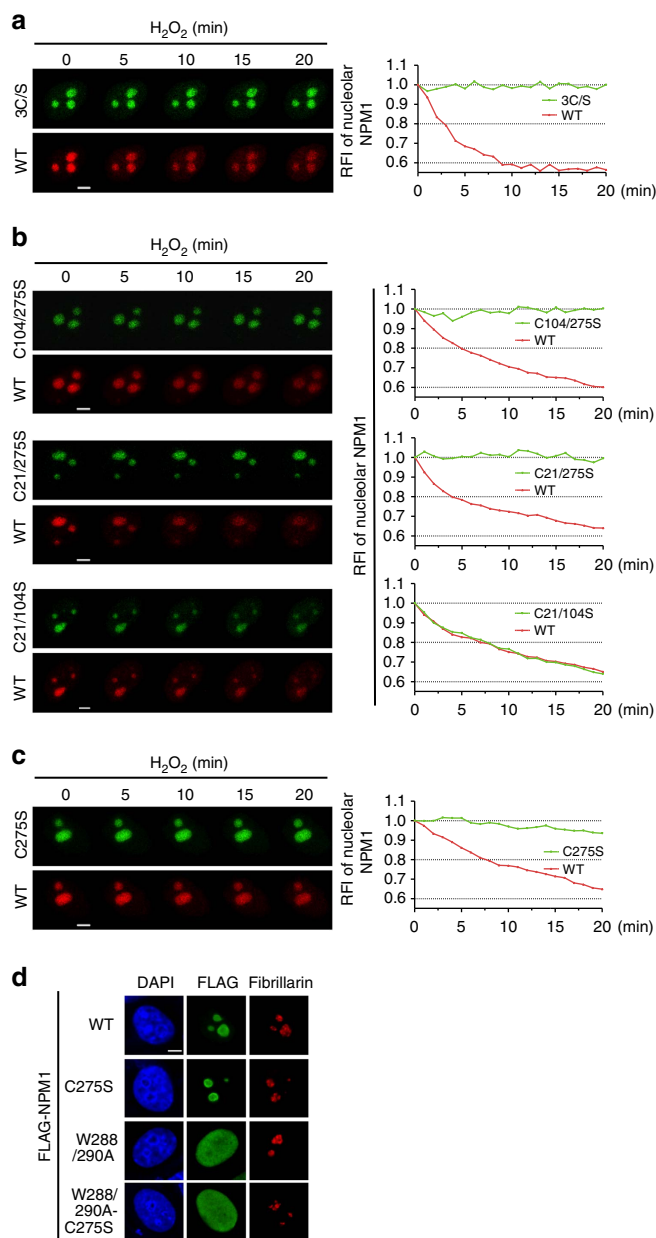 a
H2O2 (min)
0 5 10 15 20
3C/S
WT
RFI of nucleolar NPM1
1.1
1.0
0.9
0.8
0.7
0.6
3C/S
WT
0 5 10 15 20 (min)
b
H2O2 (min)
0 5 10 15 20
C104/275S
WT
C21/275S
WT
C21/104S
WT
RFI of nucleolar NPM1
1.1
1.0
0.9
0.8
0.7
0.6
C104/275S
WT
0 5 10 15 20 (min)
1.1
1.0
0.9
0.8
0.7
0.6
C21/275S
WT
0 5 10 15 20 (min)
1.1
1.0
0.9
0.8
0.7
0.6
C21/104S
WT
0 5 10 15 20 (min)
c
H2O2 (min)
0 5 10 15 20
C275S
WT
RFI of nucleolar NPM1
1.1
1.0
0.9
0.8
0.7
0.6
C275S
WT
0 5 10 15 20 (min)
d
DAPI FLAG Fibrillarin
FLAG-NPM1
WT
C275S
W288
/290A
W288/
290A-
C275S